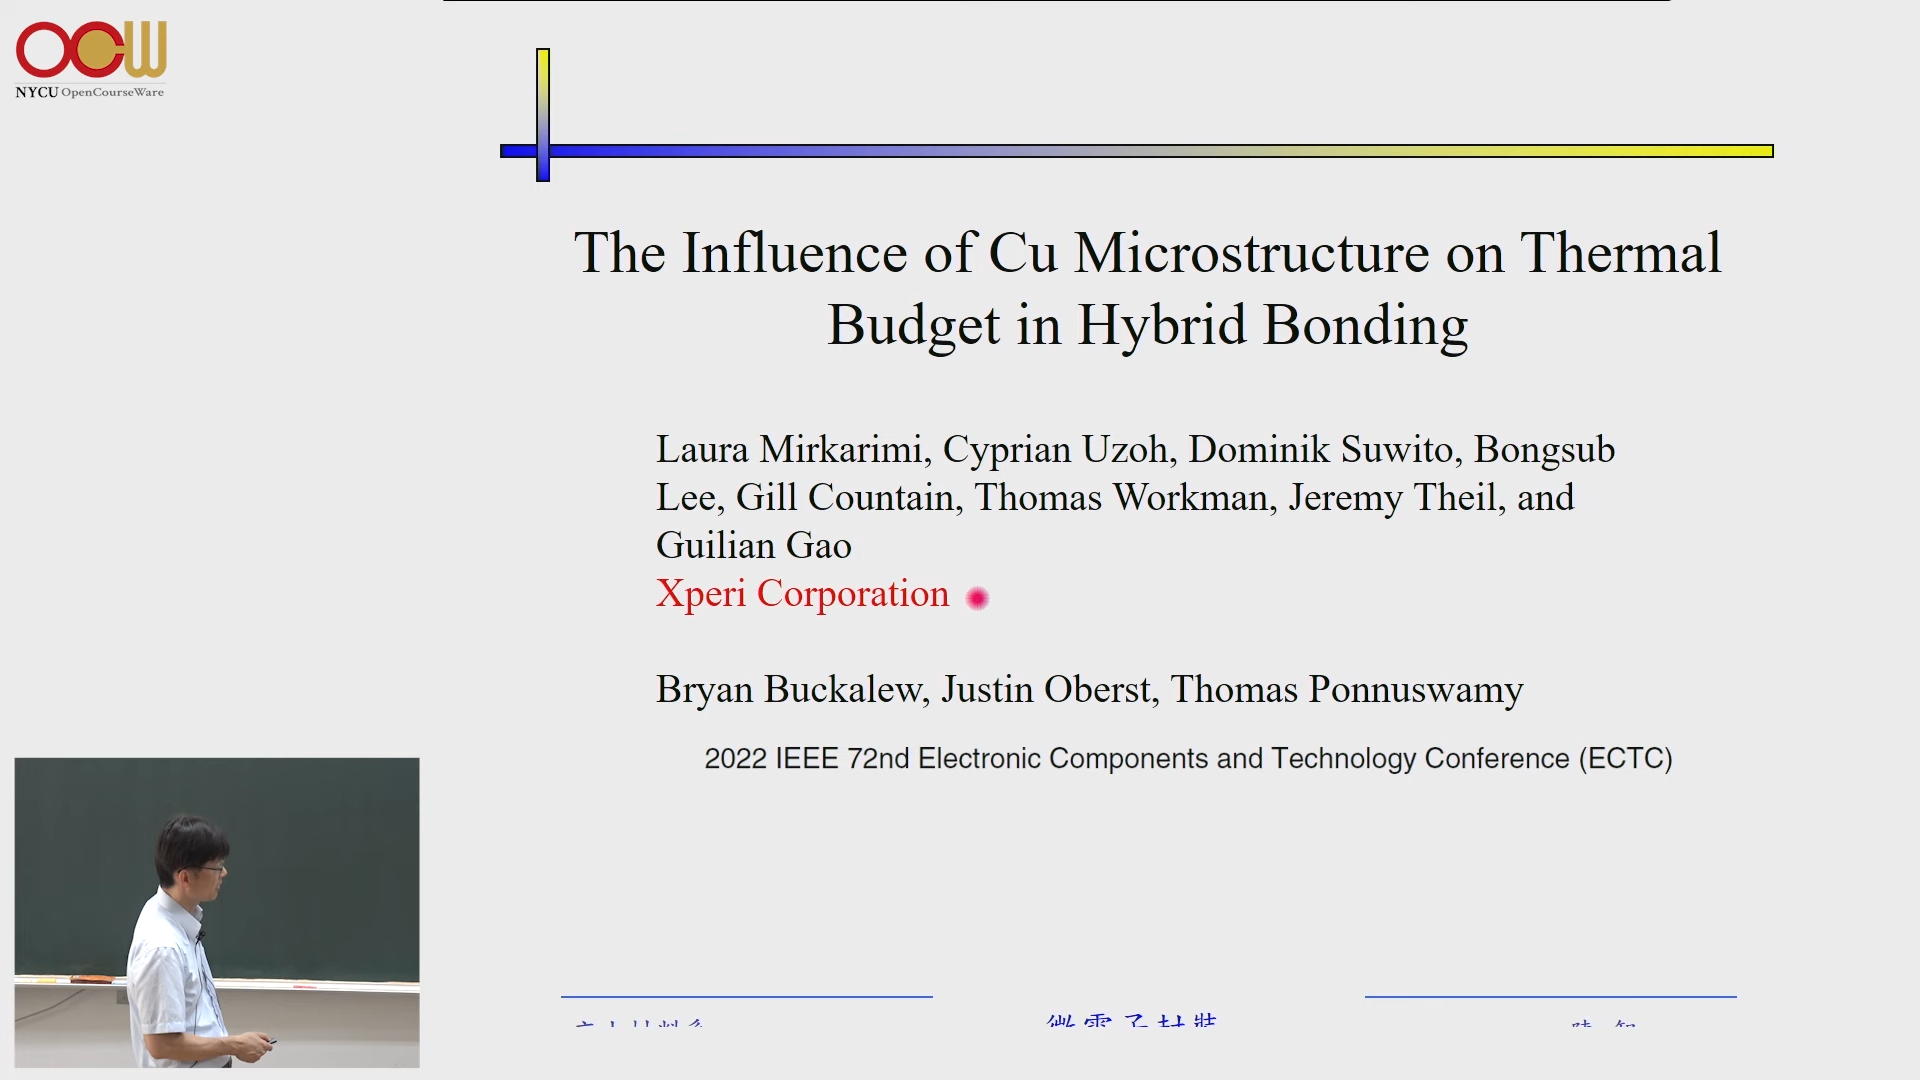 OCW
NYCU OpenCourseWare
The Influence of Cu Microstructure on Thermal
Budget in Hybrid Bonding
Laura Mirkarimi, Cyprian Uzoh, Dominik Suwito, Bongsub
Lee, Gill Countain, Thomas Workman, Jeremy Theil, and
Guilian Gao
Xperi Corporation
Bryan Buckalew, Justin Oberst, Thomas Ponnuswamy
2022 IEEE 72nd Electronic Components and Technology Conference (ECTC)
微電子封裝